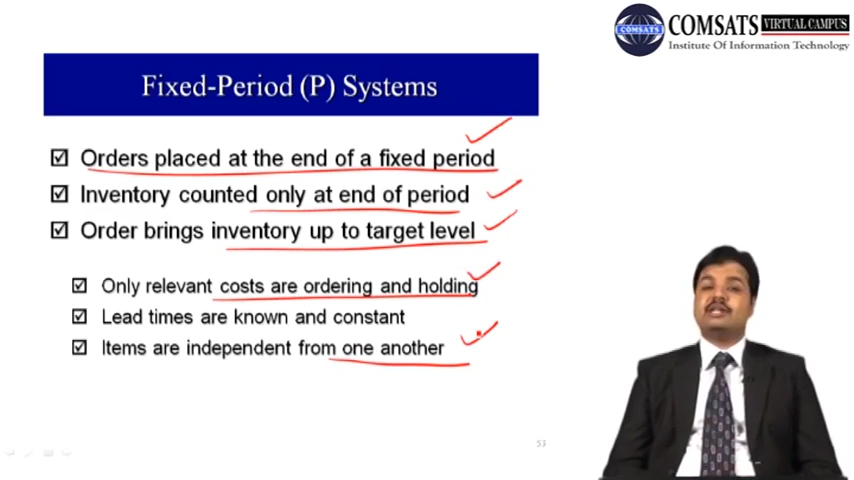 COMSATS VIRTUAL CAMPUS
COMSATS
Institute Of Information Technology
Fixed-Period (P) Systems
Orders placed at the end of a fixed period
Inventory counted only at end of period
Order brings inventory up to target level
Only relevant costs are ordering and holding
Lead times are known and constant
Items are independent from one another
53